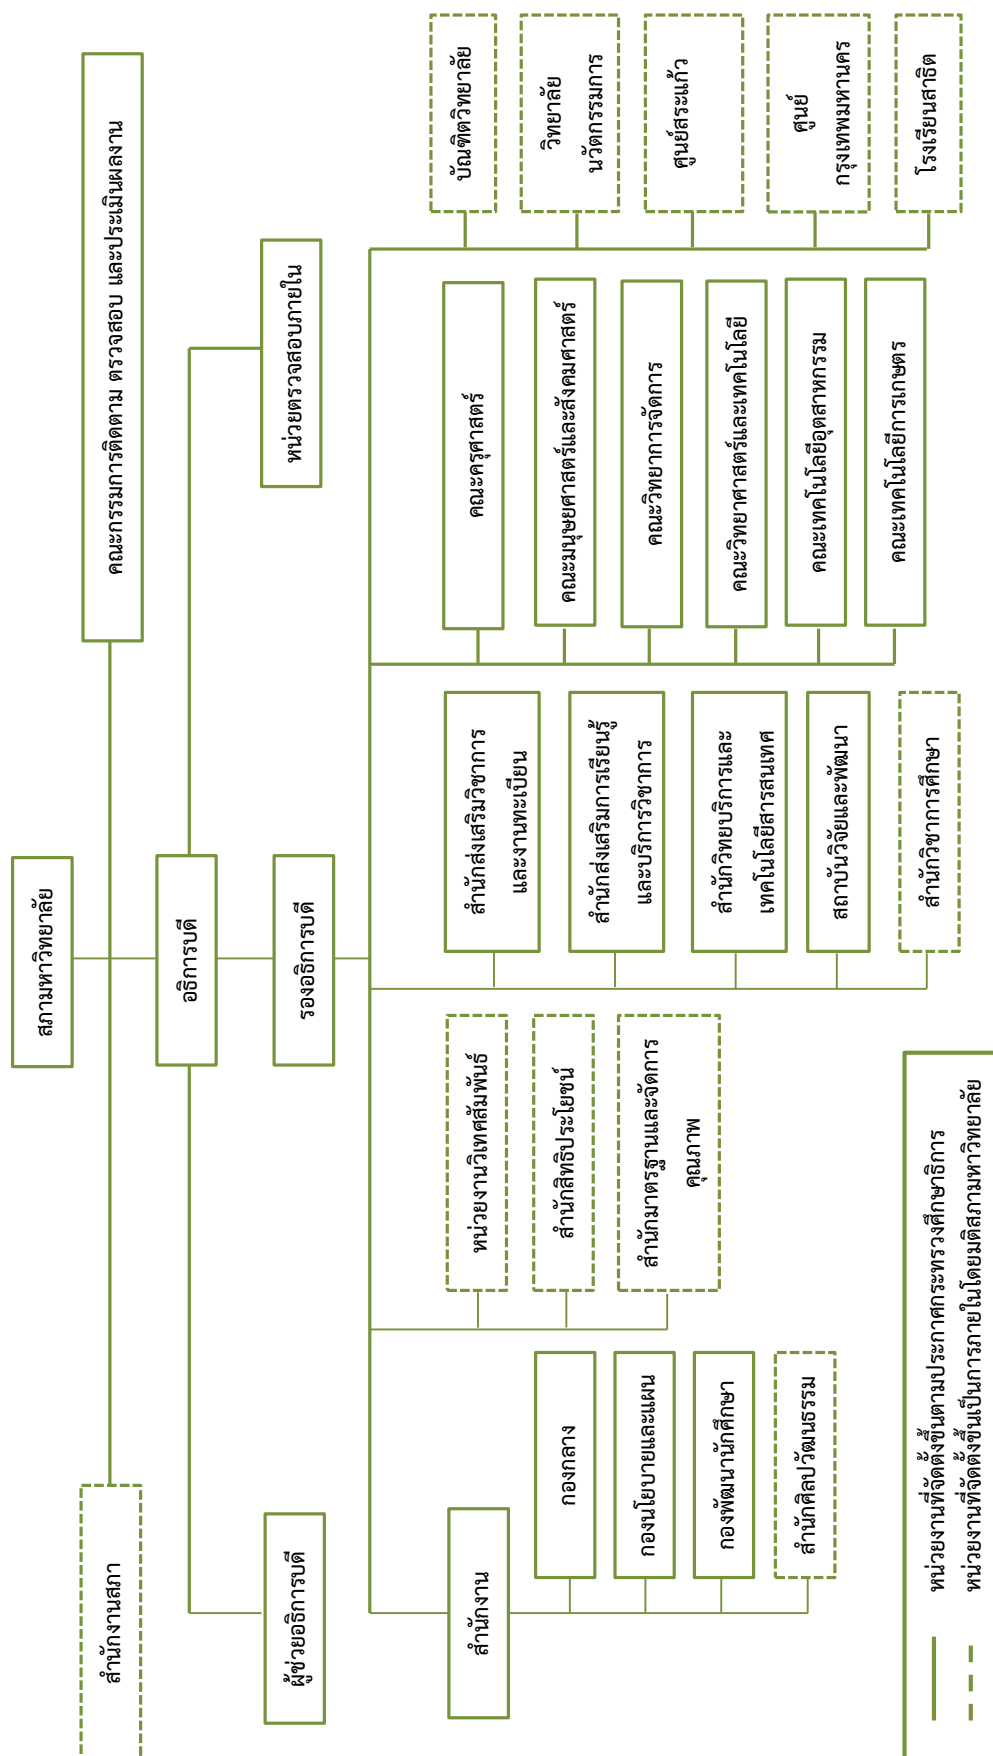 สภามหาวิทยาลัย
สำนักงานสภา
คณะกรรมการติดตาม ตรวจสอบ และประเมินผลงาน
อธิการบดี
ผู้ช่วยอธิการบดี
รองอธิการบดี
หน่วยตรวจสอบภายใน
สำนักงาน
กองกลาง
กองนโยบายและแผน
กองพัฒนานักศึกษา
สำนักศิลปวัฒนธรรม
หน่วยงานวิเทศสัมพันธ์
สำนักสิทธิประโยชน์
สำนักมาตรฐานและจัดการ
คุณภาพ
สำนักส่งเสริมวิชาการ
และงานทะเบียน
สำนักส่งเสริมการเรียนรู้
และบริการวิชาการ
สำนักวิทยบริการและ
เทคโนโลยีสารสนเทศ
สถาบันวิจัยและพัฒนา
สำนักวิชาการศึกษา
คณะครุศาสตร์
คณะมนุษยศาสตร์และสังคมศาสตร์
คณะวิทยาการจัดการ
คณะวิทยาศาสตร์และเทคโนโลยี
คณะเทคโนโลยีอุตสาหกรรม
คณะเทคโนโลยีการเกษตร
บัณฑิตวิทยาลัย
วิทยาลัย
นวัตกรรมการ
ศูนย์สระแก้ว
ศูนย์
กรุงเทพมหานคร
โรงเรียนสาธิต
หน่วยงานที่จัดตั้งขึ้นตามประกาศกระทรวงศึกษาธิการ
หน่วยงานที่จัดตั้งขึ้นเป็นการภายในโดยมติสภามหาวิทยาลัย